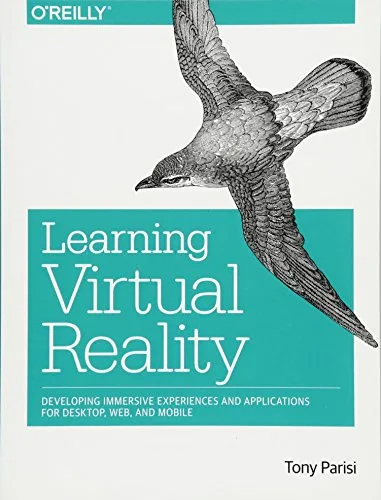 O'REILLY®
Learning
Virtual
Reality
DEVELOPING IMMERSIVE EXPERIENCES AND APPLICATIONS
FOR DESKTOP, WEB, AND MOBILE
Tony Parisi